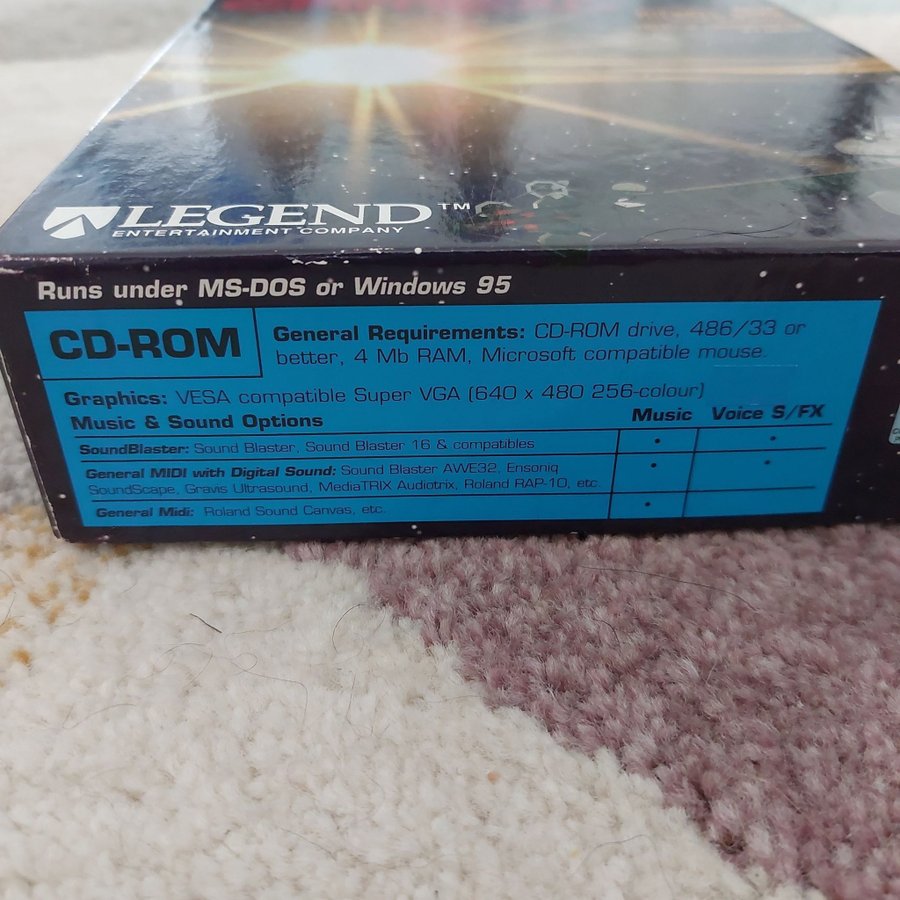 LEGEND™
ENTERTAINMENT COMPANY
Runs under MS-DOS or Windows 95
CD-ROM
General Requirements: CD-ROM drive, 486/33 or
better, 4 Mb RAM, Microsoft compatible mouse.
Graphics: VESA compatible Super VGA (640 x 480 256-colour)
Music & Sound Options Music Voice S/FX
SoundBlaster: Sound Blaster, Sound Blaster 16 & compatibles • •
General MIDI with Digital Sound: Sound Blaster AWE32, Ensoniq • •
SoundScape, Gravis Ultrasound, MediaTRIX Audiotrix, Roland RAP-10, etc.
General Midi: Roland Sound Canvas, etc. •